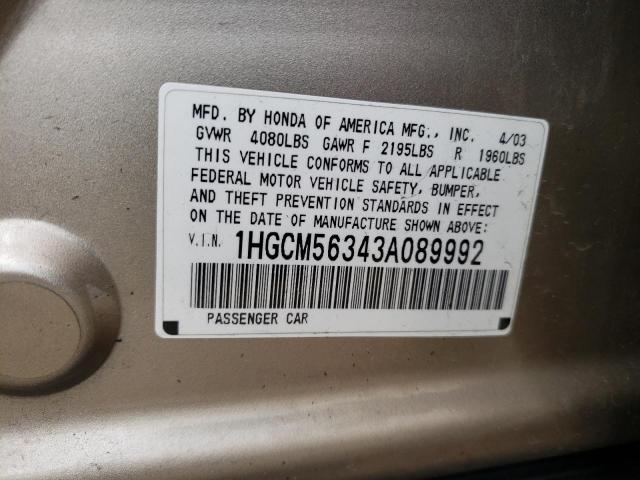 MFD. BY HONDA OF AMERICA MFG., INC. 4/03
GVWR 4080LBS GAWR F 2195LBS R 1960LBS
THIS VEHICLE CONFORMS TO ALL APPLICABLE
FEDERAL MOTOR VEHICLE SAFETY, BUMPER,
AND THEFT PREVENTION STANDARDS IN EFFECT
ON THE DATE OF MANUFACTURE SHOWN ABOVE:
V.I.N. 1HGCM56343A089992
PASSENGER CAR